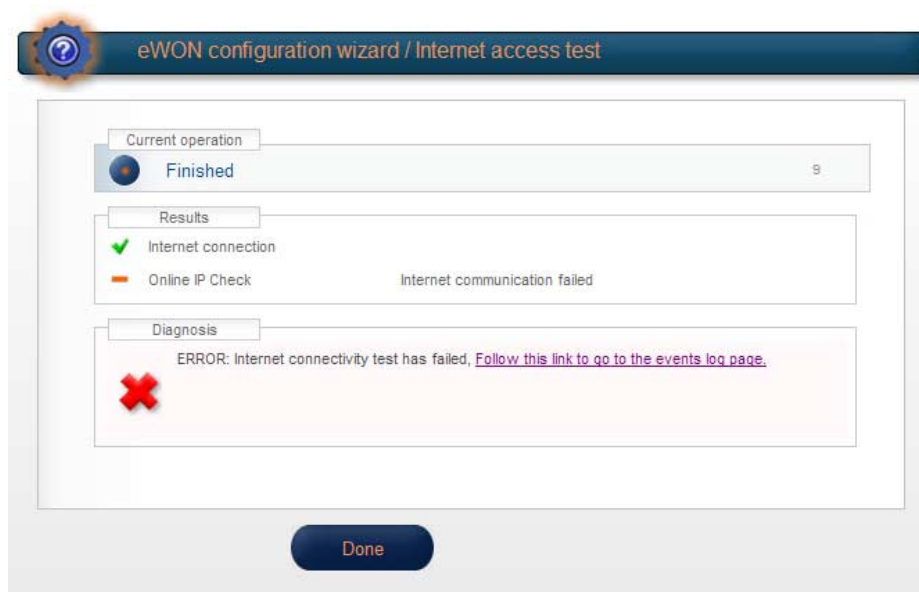 eWON configuration wizard / Internet access test
Current operation
Finished 9
Results
Internet connection
Online IP Check Internet communication failed
Diagnosis
ERROR: Internet connectivity test has failed, Follow this link to go to the events log page.
Done